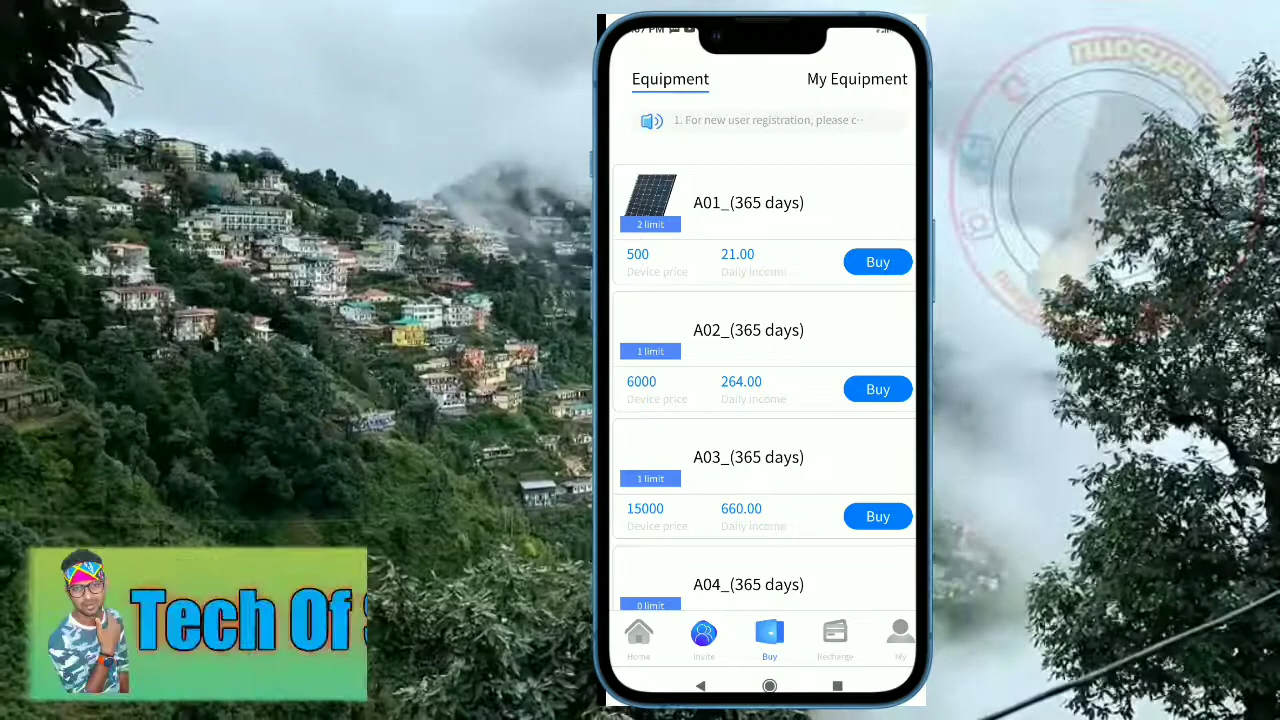 Equipment
My Equipment
1. For new user registration, please c··
A01_(365 days)
2 limit
500
21.00
Buy
Device price
Daily income
A02_(365 days)
1 limit
6000
264.00
Buy
Device price
Daily income
A03_(365 days)
1 limit
15000
660.00
Buy
Device price
Daily income
A04_(365 days)
0 limit
Home
Invite
Buy
Recharge
My
Tech Of